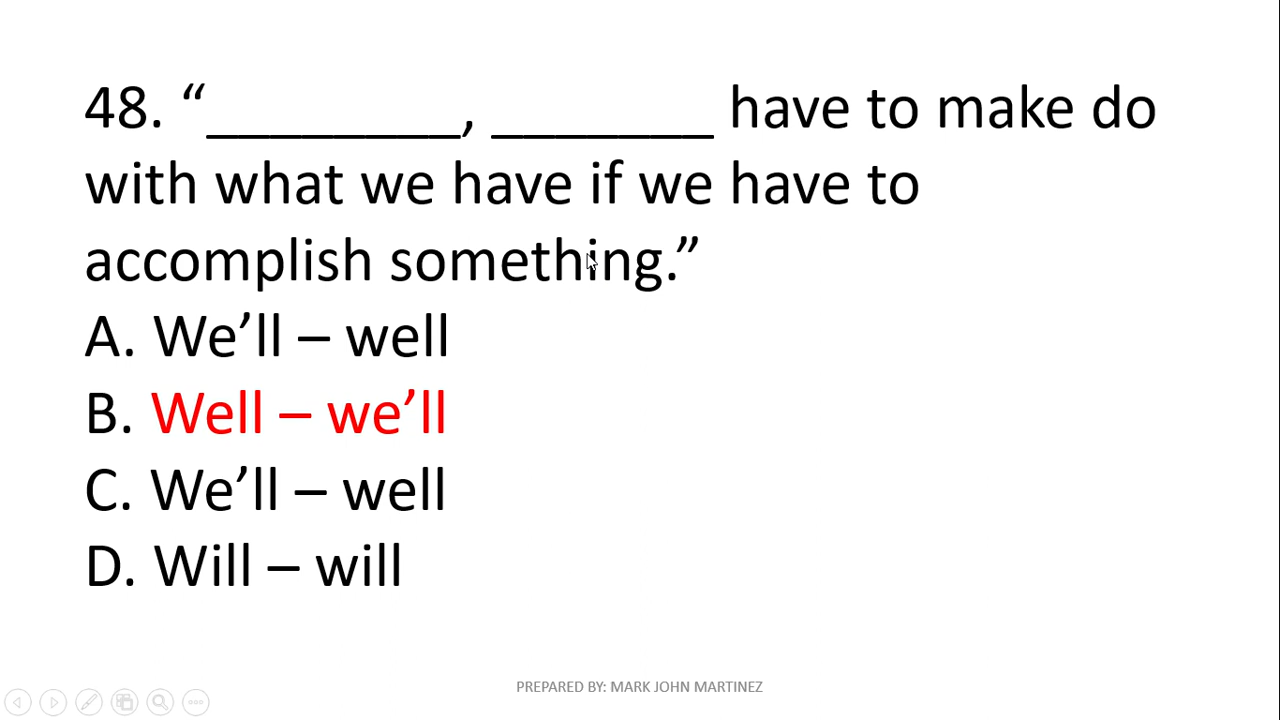 48. “________, _______ have to make do
with what we have if we have to
accomplish something.”
A. We’ll – well
B. Well – we’ll
C. We’ll – well
D. Will – will
PREPARED BY: MARK JOHN MARTINEZ